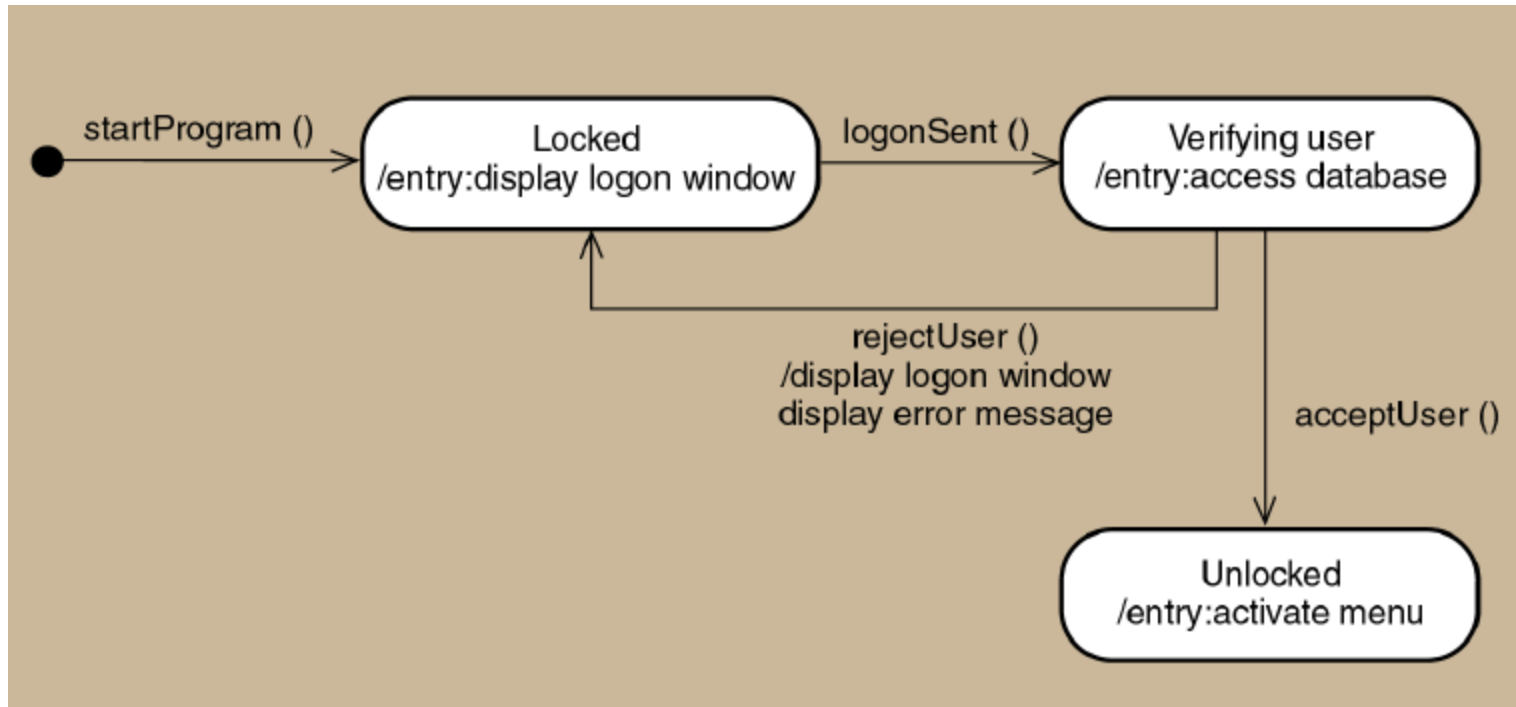 startProgram ()
Locked
/entry:display logon window
logonSent ()
Verifying user
/entry:access database
rejectUser ()
/display logon window
display error message
acceptUser ()
Unlocked
/entry:activate menu